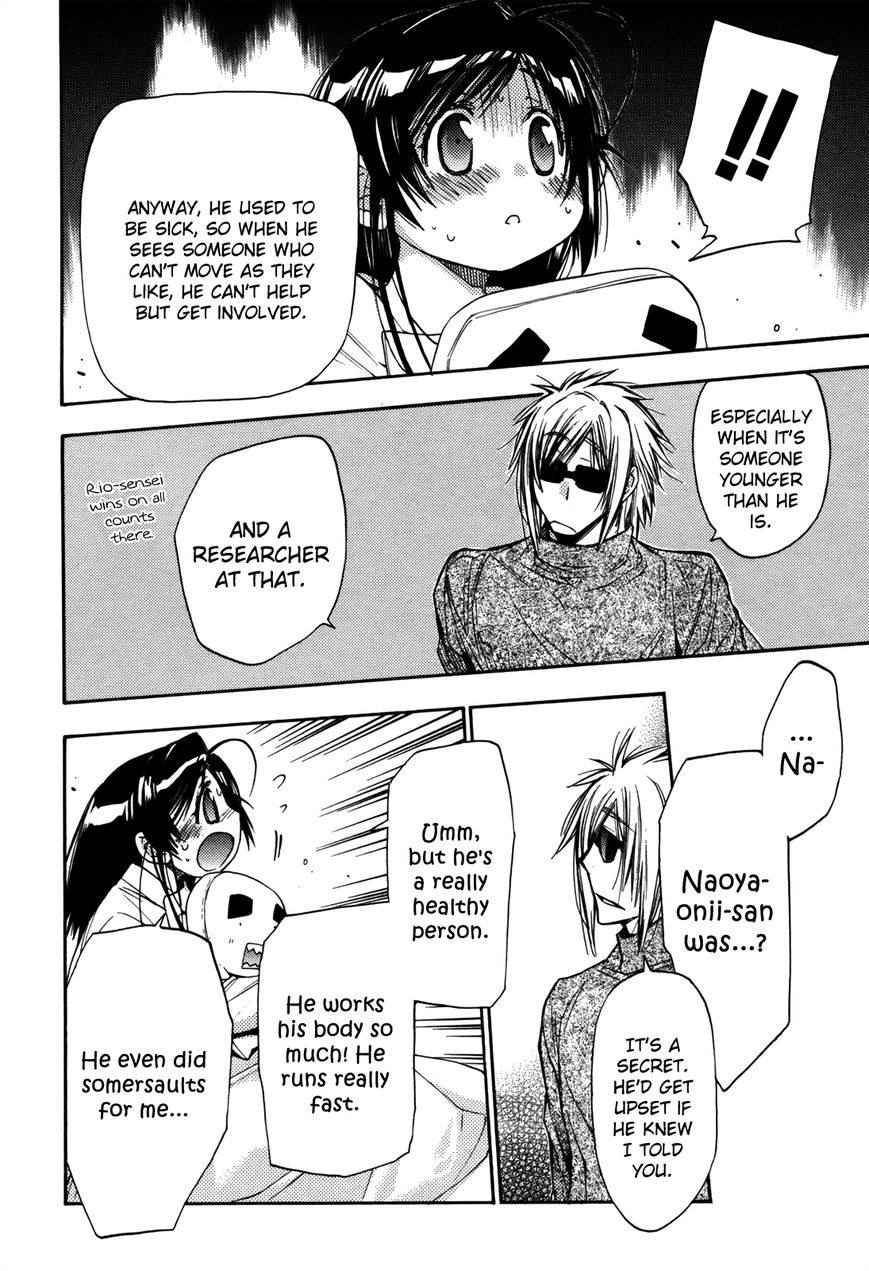 !!
ANYWAY, HE USED TO
BE SICK, SO WHEN HE
SEES SOMEONE WHO
CAN'T MOVE AS THEY
LIKE, HE CAN'T HELP
BUT GET INVOLVED.
ESPECIALLY
WHEN IT'S
SOMEONE
YOUNGER
THAN HE
IS.
AND A
RESEARCHER
AT THAT.
Rio-sensei
wins on all
counts
there.
...
Na-
Naoya-
onii-san
was...?
IT'S A
SECRET.
HE'D GET
UPSET IF
HE KNEW
I TOLD
YOU.
Umm,
but he's
a really
healthy
person.
He works
his body so
much! He
runs really
fast.
He even did
somersaults
for me...